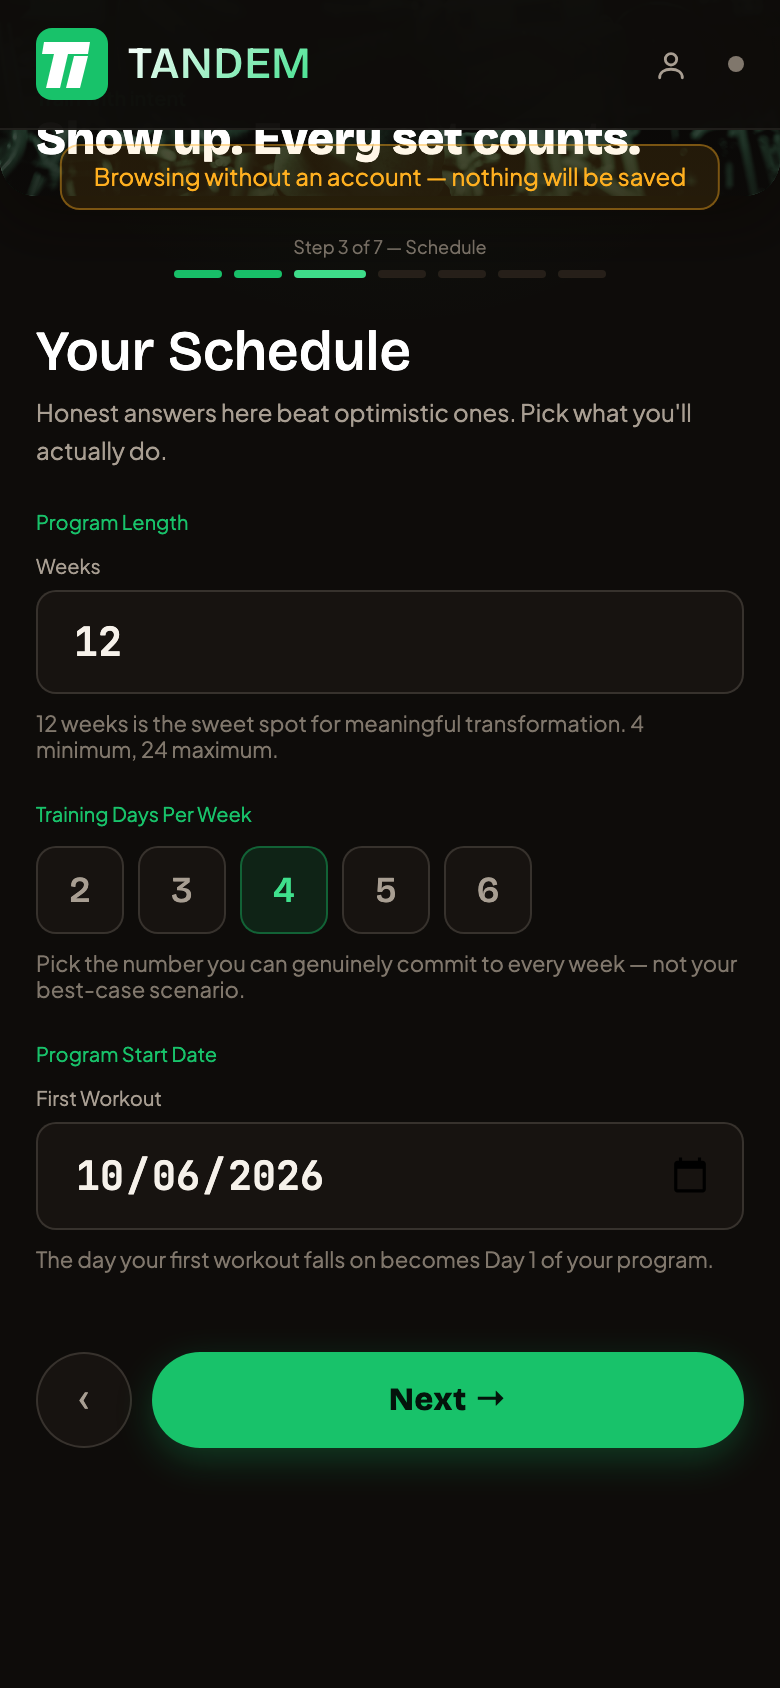 Ti TANDEM
Show up. Every set counts.
Browsing without an account — nothing will be saved
Step 3 of 7 — Schedule
Your Schedule
Honest answers here beat optimistic ones. Pick what you'll
actually do.
Program Length
Weeks
12
12 weeks is the sweet spot for meaningful transformation. 4
minimum, 24 maximum.
Training Days Per Week
2 3 4 5 6
Pick the number you can genuinely commit to every week — not your
best-case scenario.
Program Start Date
First Workout
10/06/2026
The day your first workout falls on becomes Day 1 of your program.
‹ Next →